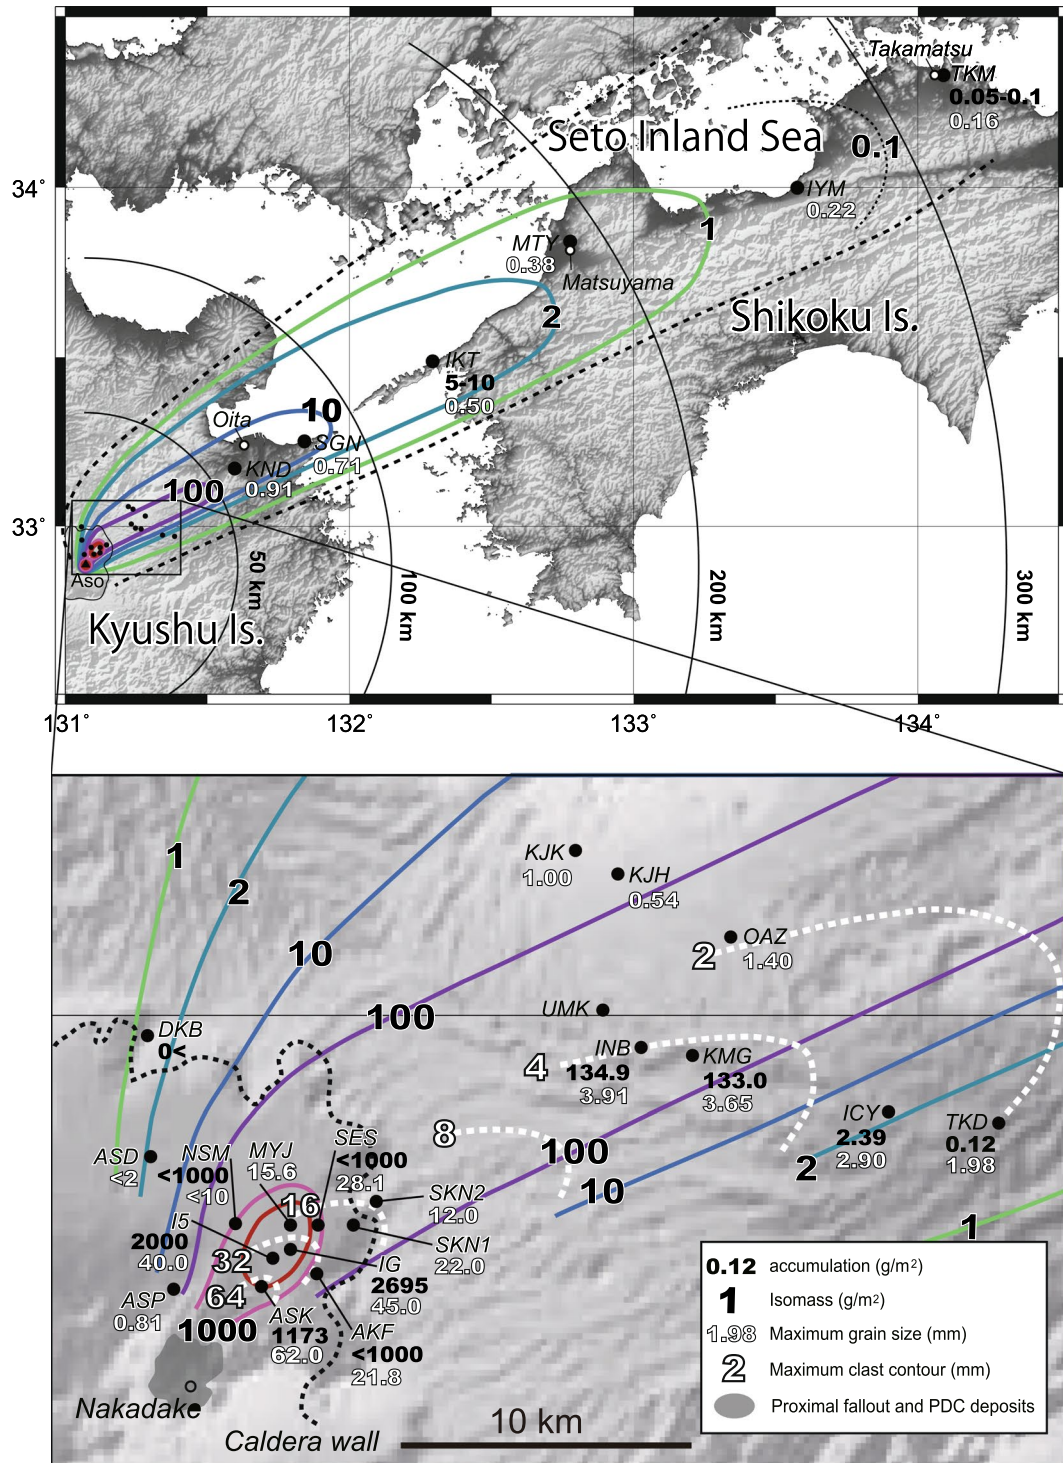 Takamatsu
TKM
0.05-0.1
0.16
Seto Inland Sea
0.1
34°
IYM
0.22
1
MTY
0.38
Matsuyama
2
Shikoku Is.
IKT
5-10
0.50
10
Oita
SGN
0.71
KND
0.91
100
33°
Aso
50 km
100 km
200 km
300 km
Kyushu Is.
131°
132°
133°
134°
1
KJK
1.00
KJH
0.54
2
10
2
OAZ
1.40
100
UMK
DKB
0<
INB
134.9
3.91
4
KMG
133.0
3.65
ICY
2.39
2.90
TKD
0.12
1.98
8
100
2
10
ASD
<2
NSM
<1000
<10
MYJ
15.6
SES
<1000
28.1
16
SKN2
12.0
I5
2000
40.0
SKN1
22.0
32
IG
2695
45.0
64
ASP
0.81
1000
ASK
1173
62.0
AKF
<1000
21.8
1
Nakadake
Caldera wall
10 km
0.12 accumulation (g/m²)
1 Isomass (g/m²)
1.98 Maximum grain size (mm)
2 Maximum clast contour (mm)
Proximal fallout and PDC deposits